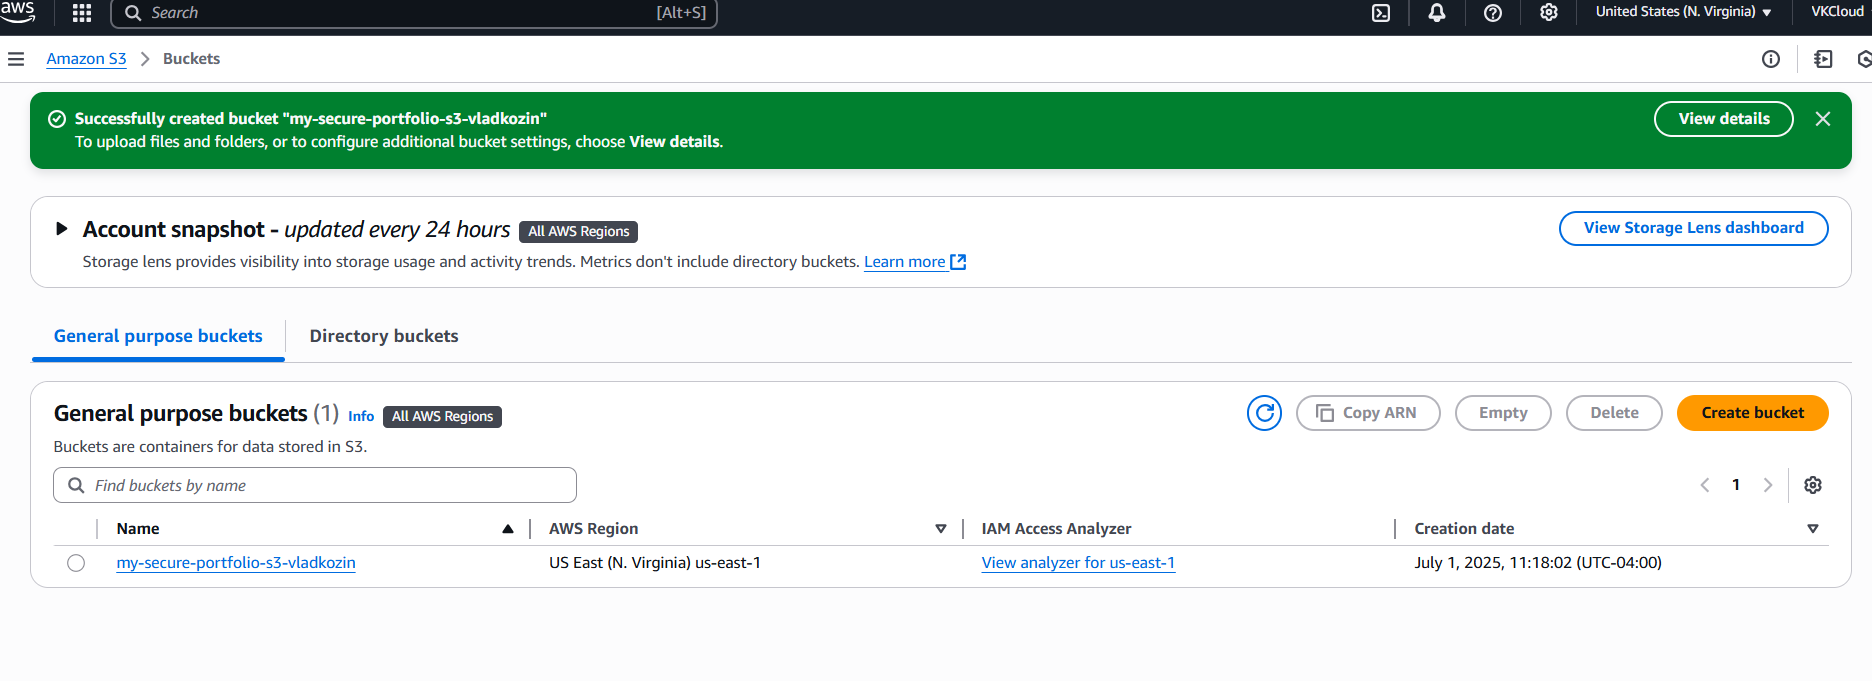 aws
Search
[Alt+S]
United States (N. Virginia)
VKCloud
Amazon S3
Buckets
Successfully created bucket "my-secure-portfolio-s3-vladkozin"
To upload files and folders, or to configure additional bucket settings, choose View details.
View details
Account snapshot - updated every 24 hours
All AWS Regions
View Storage Lens dashboard
Storage lens provides visibility into storage usage and activity trends. Metrics don't include directory buckets. Learn more
General purpose buckets
Directory buckets
General purpose buckets (1)
Info
All AWS Regions
Copy ARN
Empty
Delete
Create bucket
Buckets are containers for data stored in S3.
Find buckets by name
1
Name
AWS Region
IAM Access Analyzer
Creation date
my-secure-portfolio-s3-vladkozin
US East (N. Virginia) us-east-1
View analyzer for us-east-1
July 1, 2025, 11:18:02 (UTC-04:00)